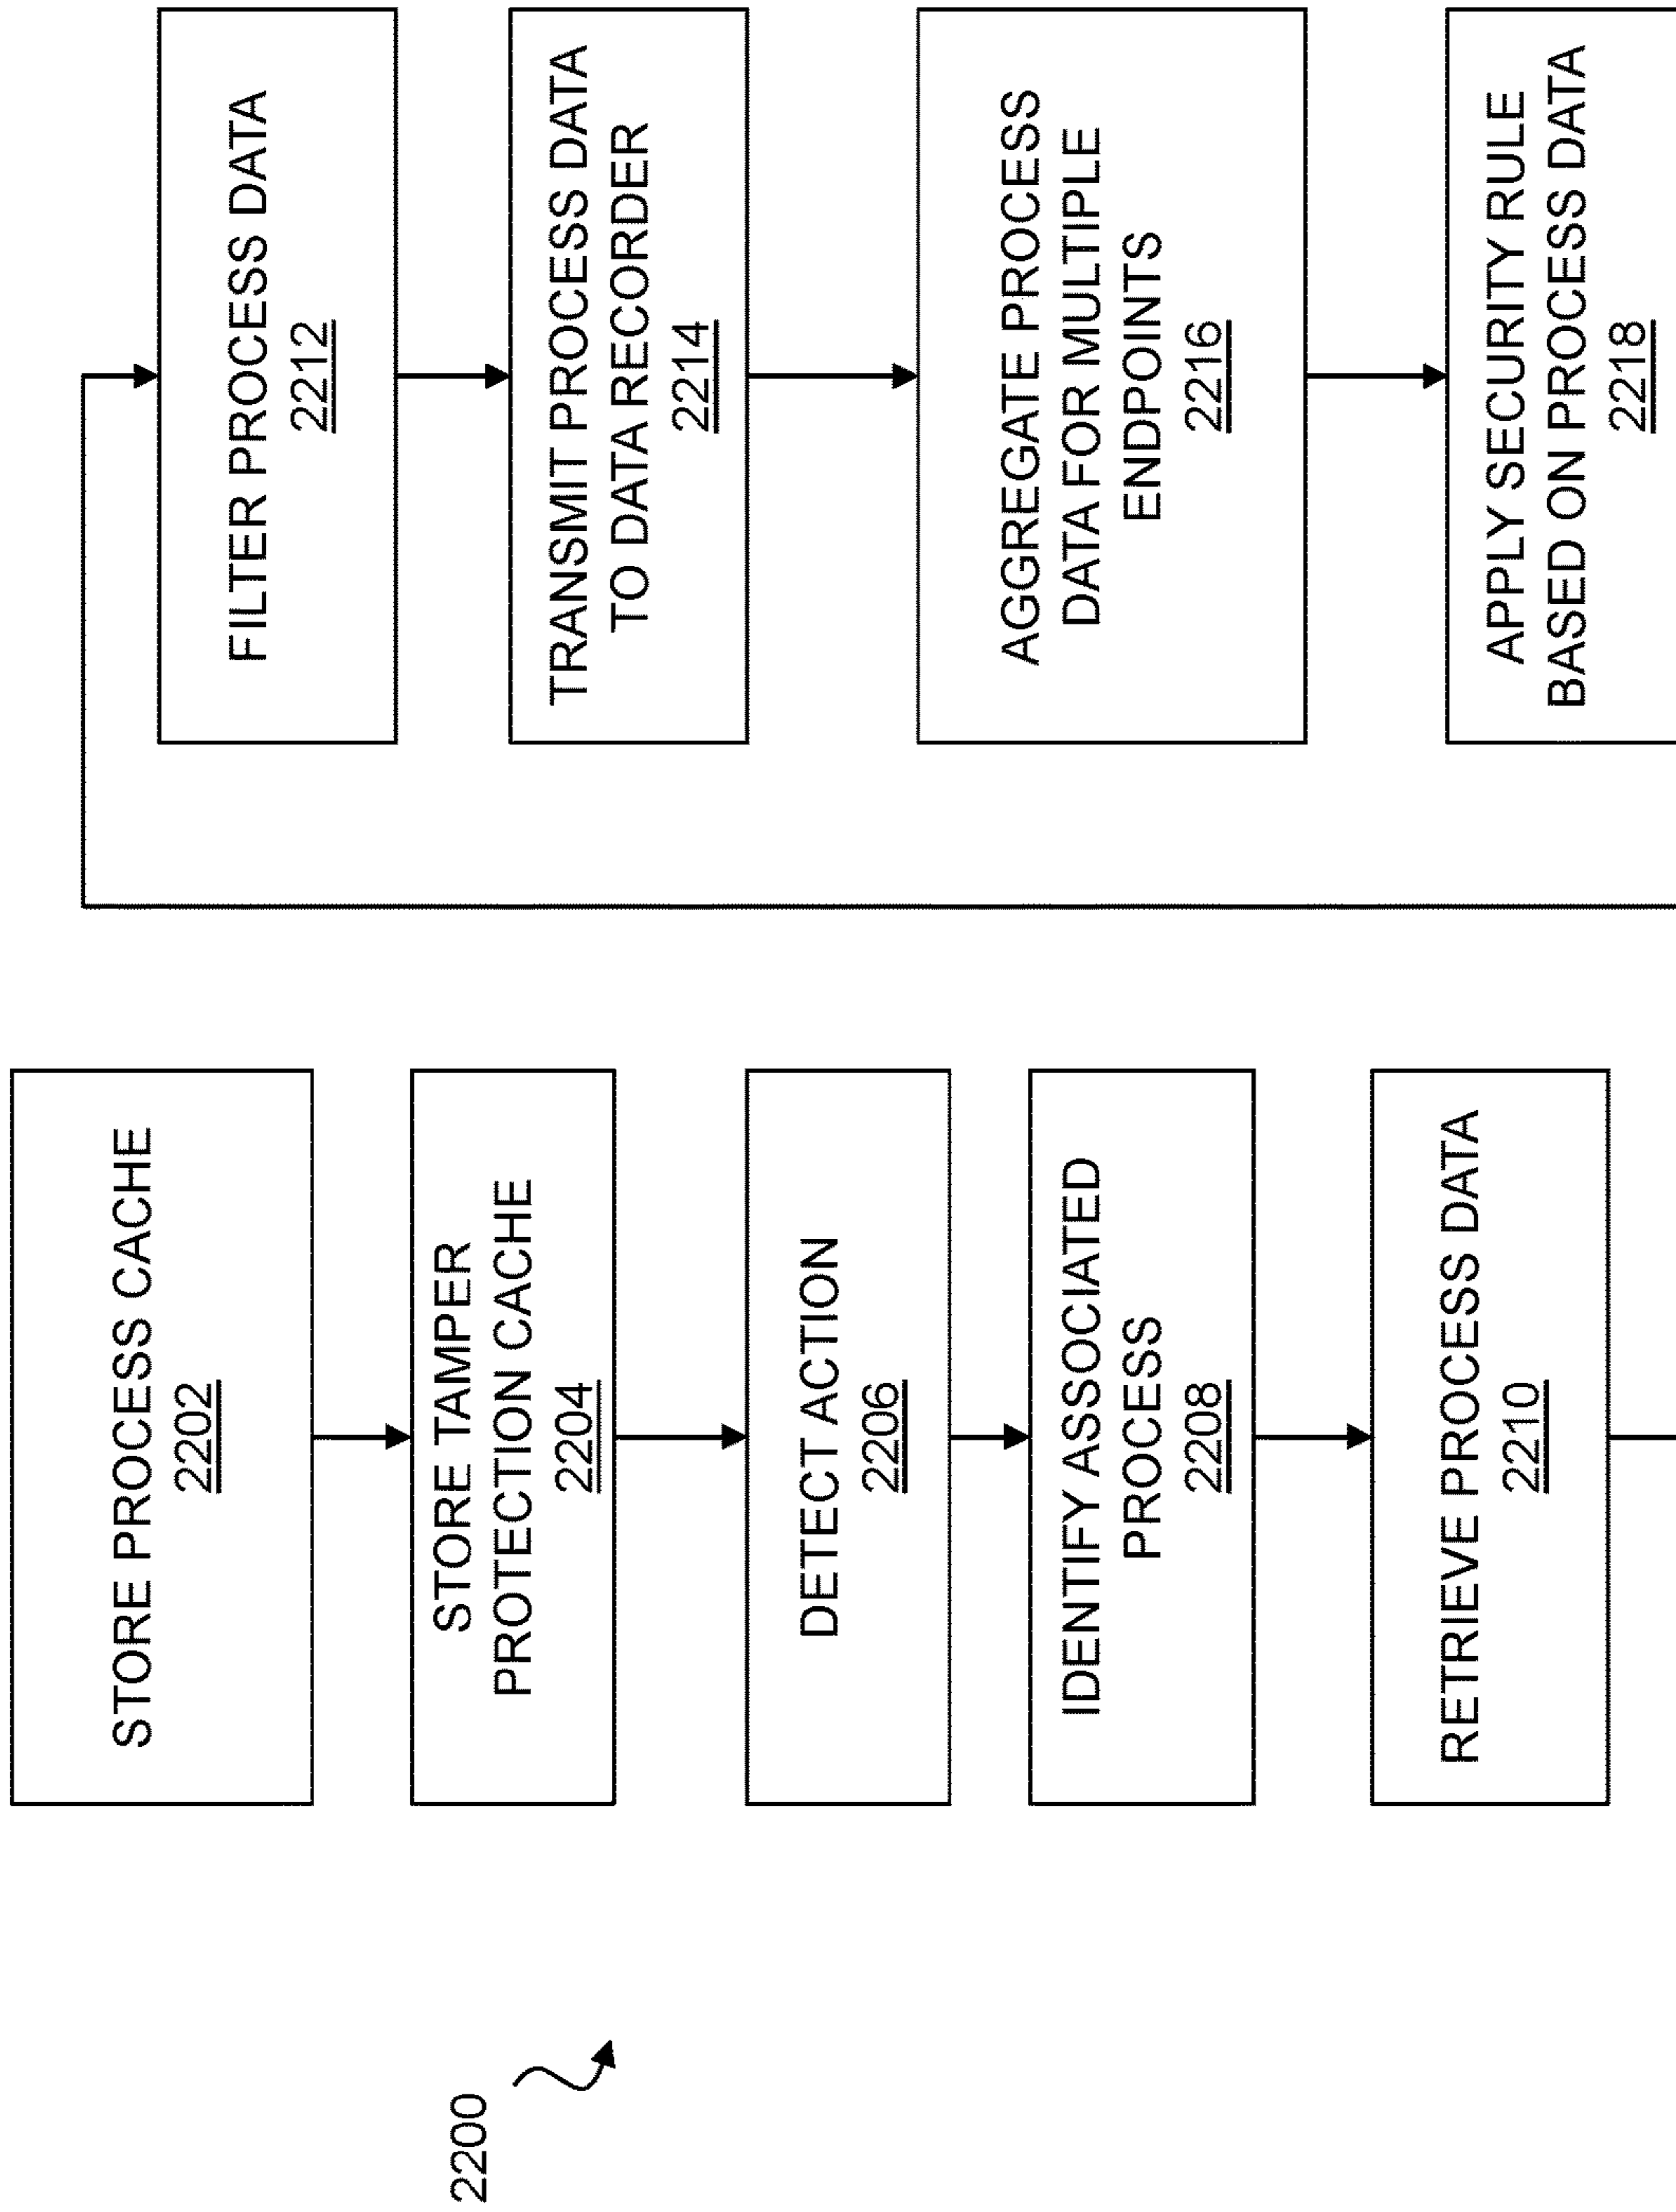 2200
STORE PROCESS CACHE
2202
STORE TAMPER
PROTECTION CACHE
2204
DETECT ACTION
2206
IDENTIFY ASSOCIATED
PROCESS
2208
RETRIEVE PROCESS DATA
2210
FILTER PROCESS DATA
2212
TRANSMIT PROCESS DATA
TO DATA RECORDER
2214
AGGREGATE PROCESS
DATA FOR MULTIPLE
ENDPOINTS
2216
APPLY SECURITY RULE
BASED ON PROCESS DATA
2218